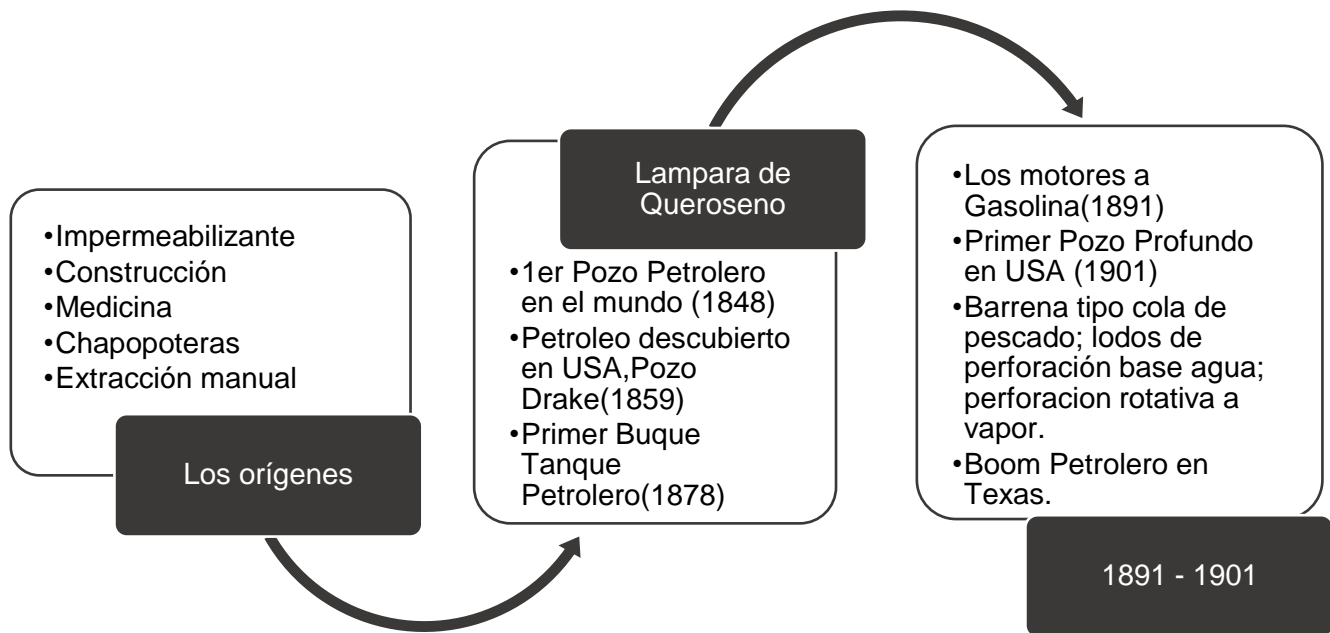 •Impermeabilizante
•Construcción
•Medicina
•Chapopoteras
•Extracción manual
Los orígenes
Lampara de
Queroseno
•1er Pozo Petrolero
en el mundo (1848)
•Petroleo descubierto
en USA,Pozo
Drake(1859)
•Primer Buque
Tanque
Petrolero(1878)
•Los motores a
Gasolina(1891)
•Primer Pozo Profundo
en USA (1901)
•Barrena tipo cola de
pescado; lodos de
perforación base agua;
perforacion rotativa a
vapor.
•Boom Petrolero en
Texas.
1891 - 1901